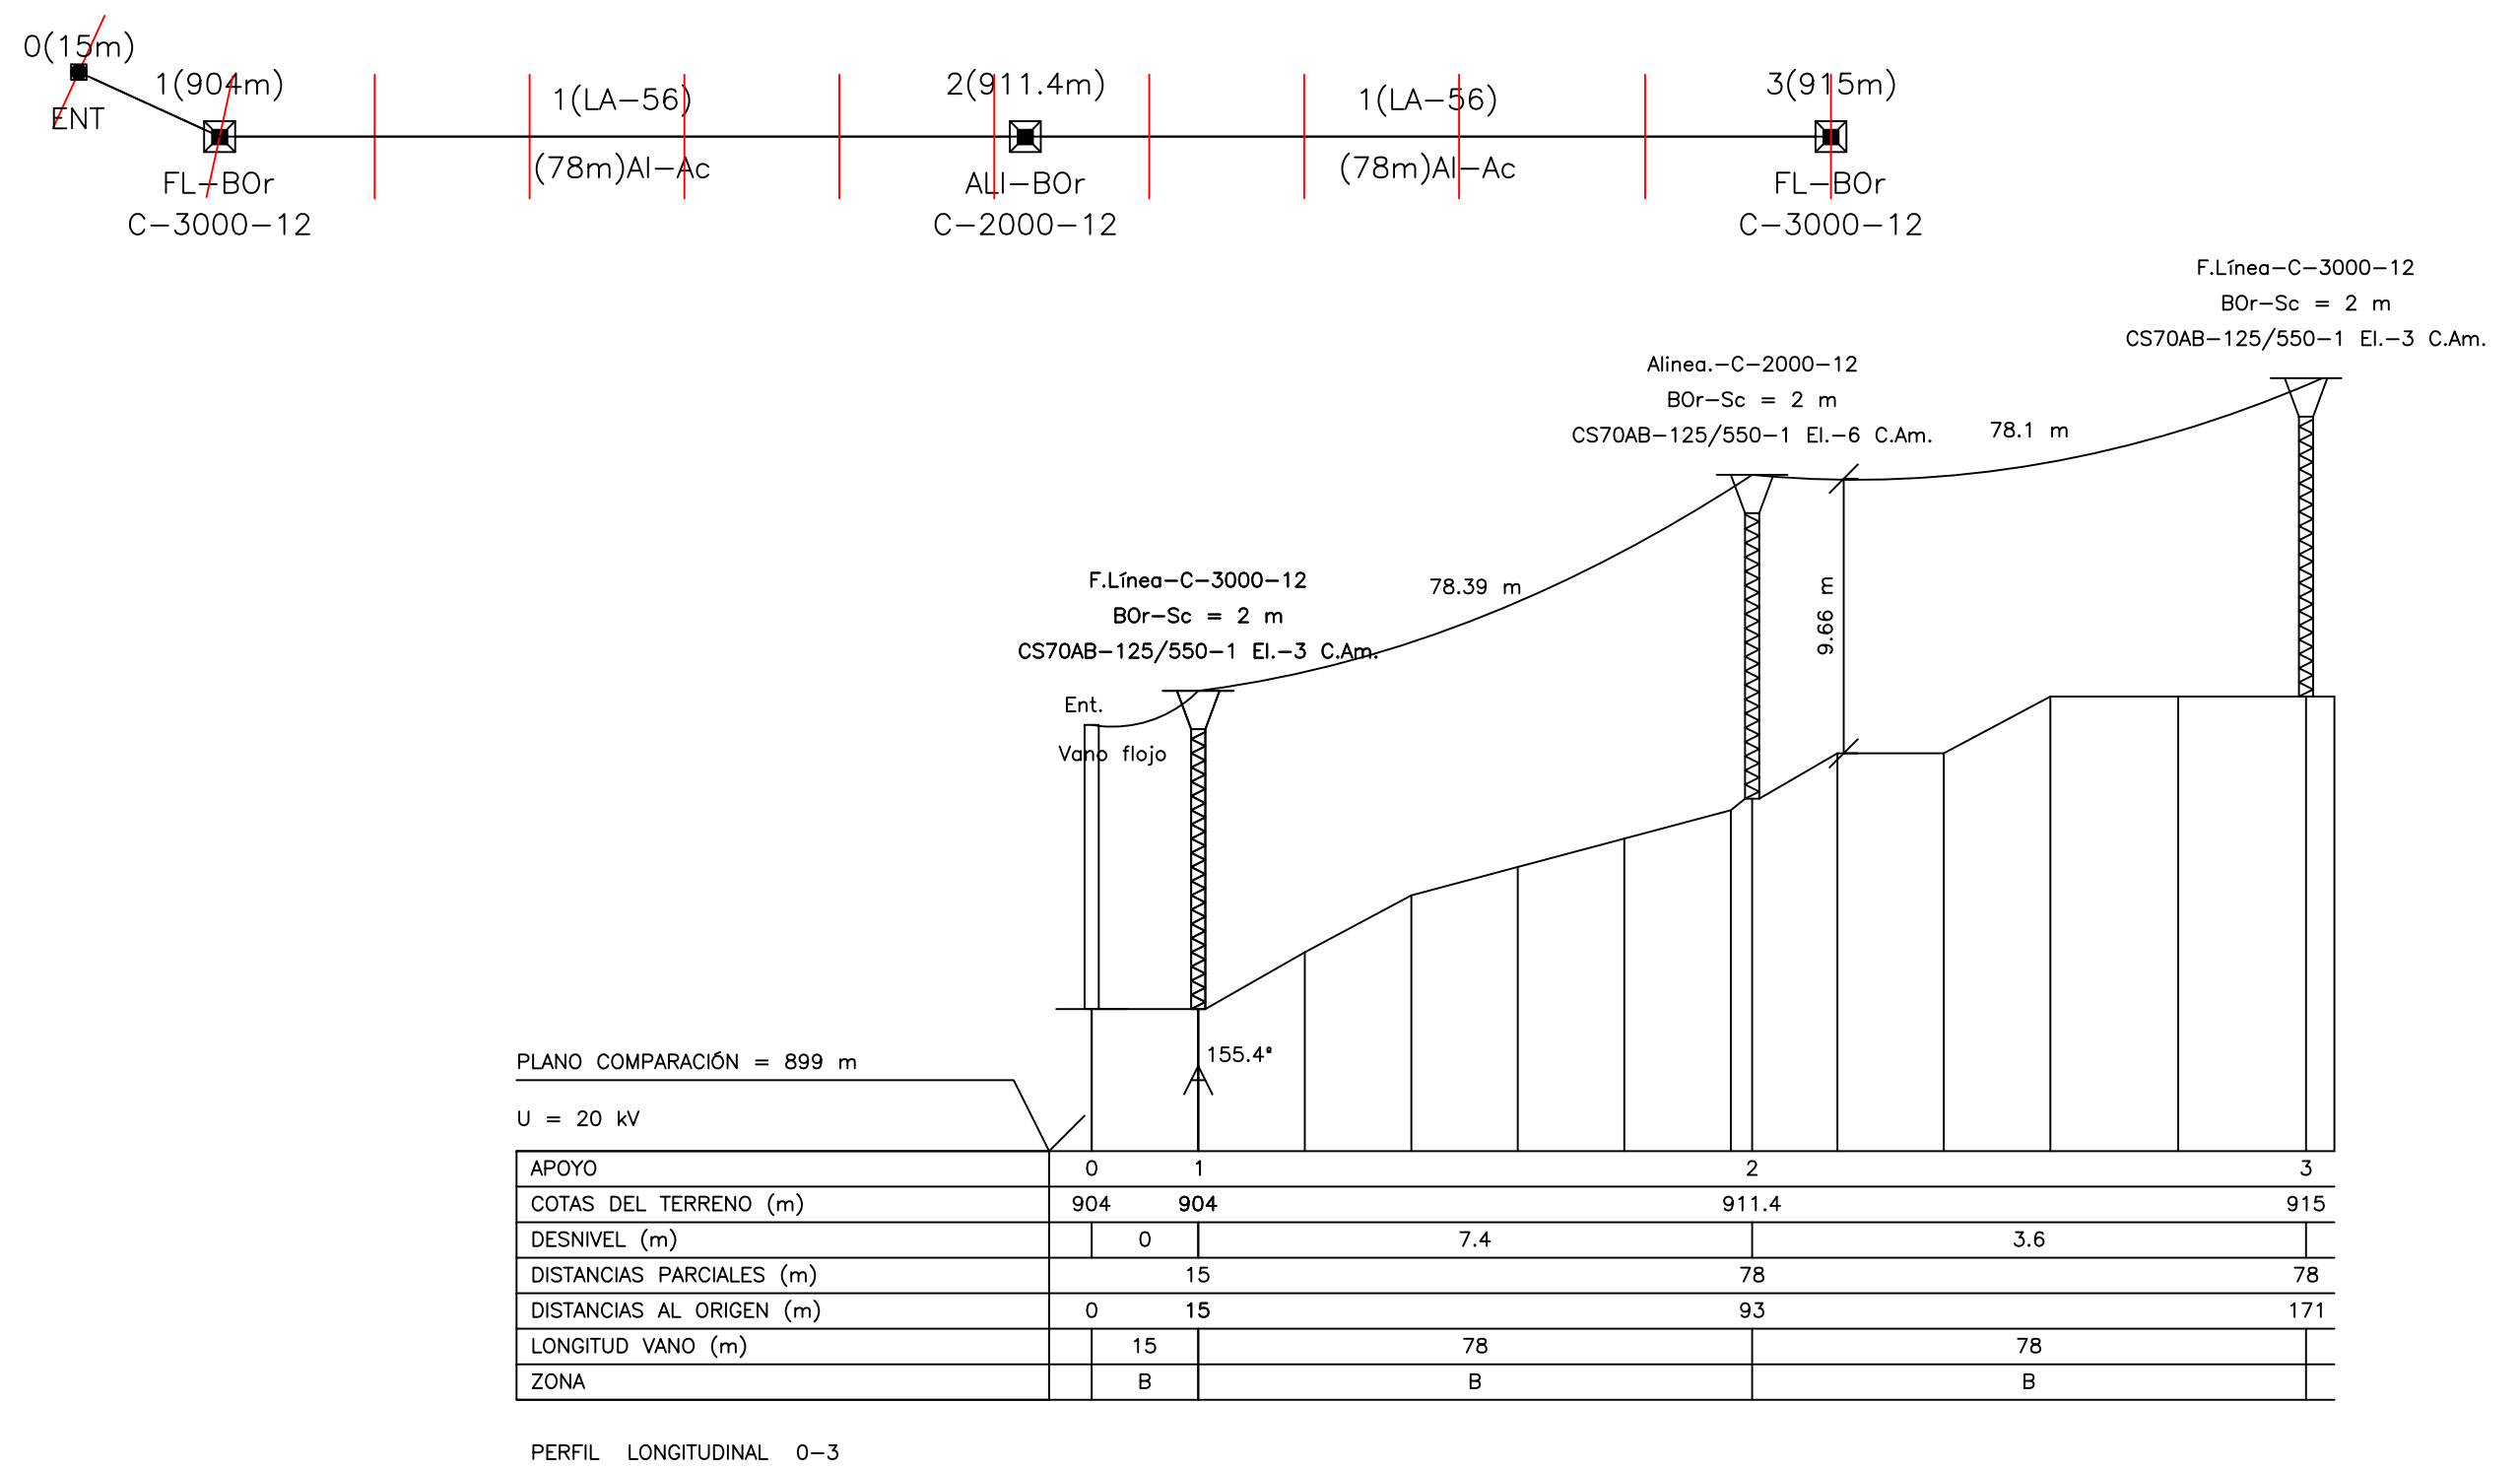 0(15m)
ENT
1(904m)
FL-BOr
C-3000-12
1(LA-56)
(78m)Al-Ac
2(911.4m)
ALI-BOr
C-2000-12
1(LA-56)
(78m)Al-Ac
3(915m)
FL-BOr
C-3000-12
F.Línea-C-3000-12
BOr-Sc = 2 m
CS70AB-125/550-1 El.-3 C.Am.
Alinea.-C-2000-12
BOr-Sc = 2 m
CS70AB-125/550-1 El.-6 C.Am.
78.1 m
F.Línea-C-3000-12
BOr-Sc = 2 m
CS70AB-125/550-1 El.-3 C.Am.
78.39 m
9.66 m
Ent.
Vano flojo
155.4º
PLANO COMPARACIÓN = 899 m
U = 20 kV
APOYO 0 1 2 3
COTAS DEL TERRENO (m) 904 904 911.4 915
DESNIVEL (m) 0 7.4 3.6
DISTANCIAS PARCIALES (m) 15 78 78
DISTANCIAS AL ORIGEN (m) 0 15 93 171
LONGITUD VANO (m) 15 78 78
ZONA B B B
PERFIL LONGITUDINAL 0-3